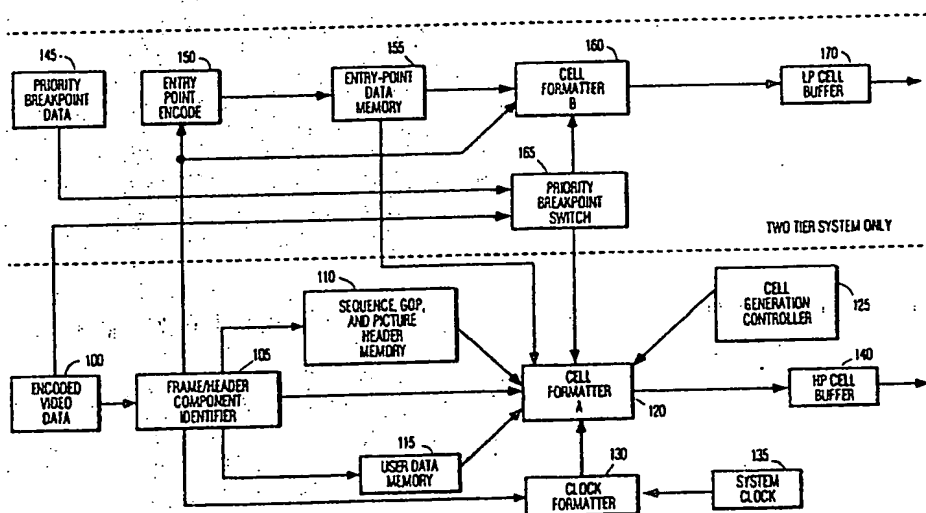 145
PRIORITY
BREAKPOINT
DATA
150
ENTRY
POINT
ENCODE
155
ENTRY-POINT
DATA
MEMORY
160
CELL
FORMATTER
B
170
LP CELL
BUFFER
165
PRIORITY
BREAKPOINT
SWITCH
TWO TIER SYSTEM ONLY
110
SEQUENCE, GOP,
AND PICTURE
HEADER
MEMORY
CELL
GENERATION
CONTROLLER
125
100
ENCODED
VIDEO
DATA
105
FRAME/HEADER
COMPONENT
IDENTIFIER
CELL
FORMATTER
A
120
140
HP CELL
BUFFER
115
USER DATA
MEMORY
130
CLOCK
FORMATTER
135
SYSTEM
CLOCK